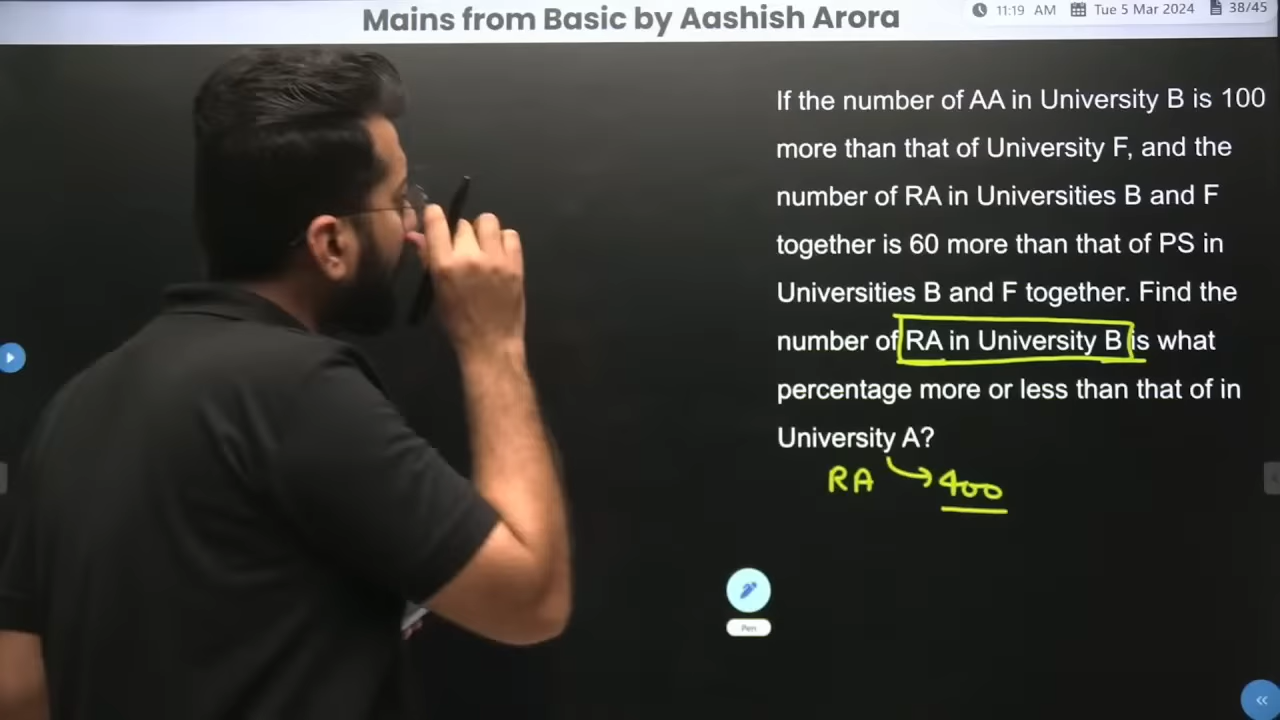 Mains from Basic by Aashish Arora
11:19 AM
Tue 5 Mar 2024
38/45
If the number of AA in University B is 100
more than that of University F, and the
number of RA in Universities B and F
together is 60 more than that of PS in
Universities B and F together. Find the
number of RA in University B is what
percentage more or less than that of in
University A?
RA 400
Pen